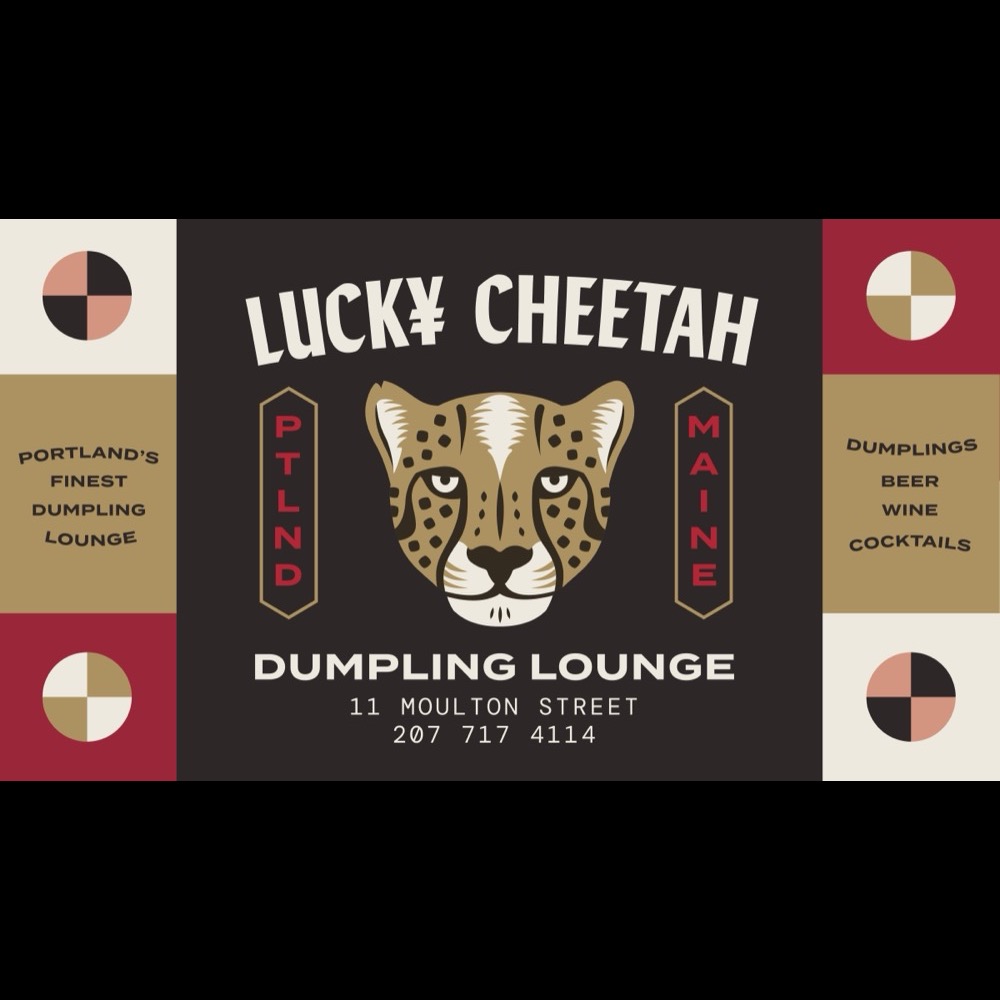 LUCK¥ CHEETAH
PORTLAND'S
FINEST
DUMPLING
LOUNGE
PTLND
MAINE
DUMPLINGS
BEER
WINE
COCKTAILS
DUMPLING LOUNGE
11 MOULTON STREET
207 717 4114